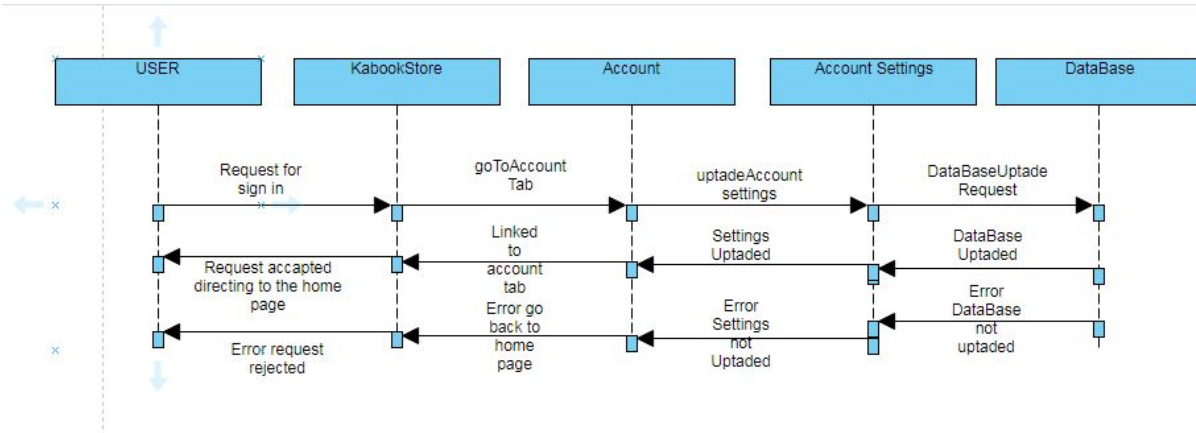 USER
KabookStore
Account
Account Settings
DataBase
Request for
sign in
goToAccount
Tab
uptadeAccount
settings
DataBaseUptade
Request
Linked
to
account
tab
Settings
Uptaded
DataBase
Uptaded
Request accapted
directing to the home
page
Error go
back to
home
page
Error
Settings
not
Uptaded
Error
DataBase
not
uptaded
Error request
rejected